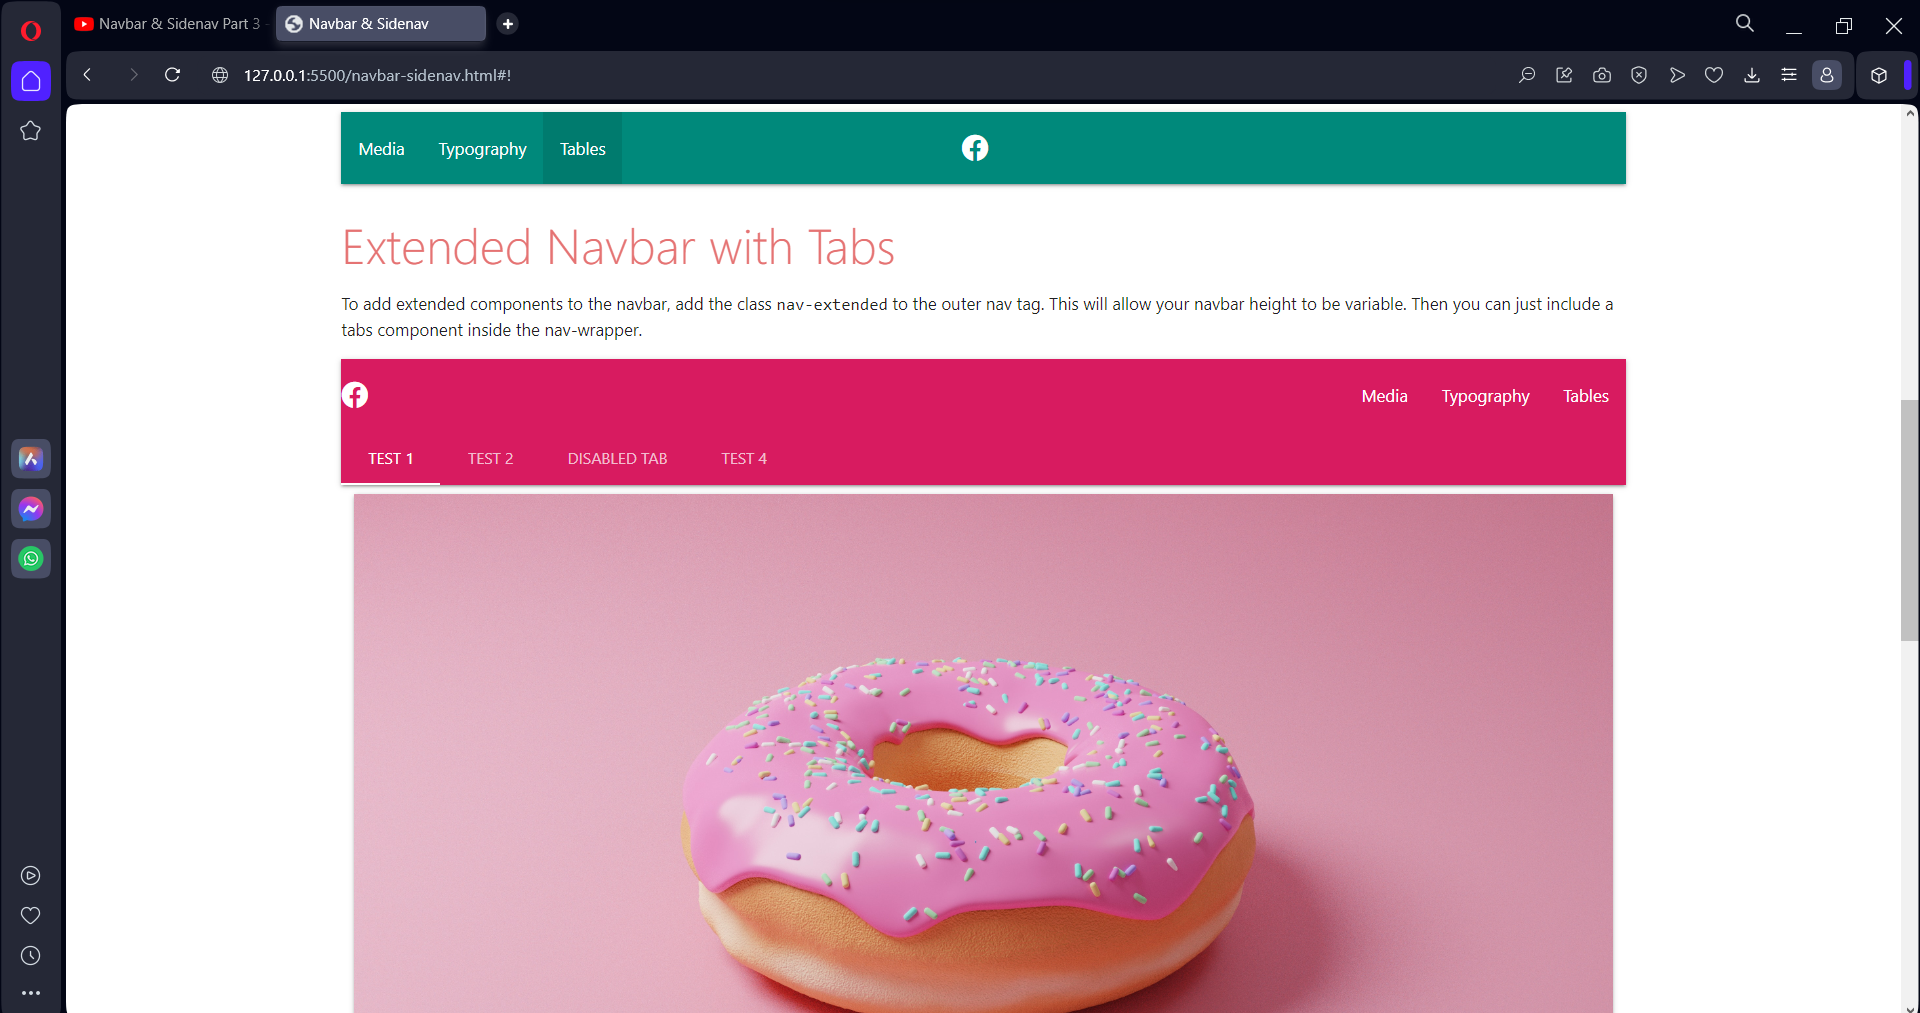 Navbar & Sidenav Part 3
Navbar & Sidenav
127.0.0.1:5500/navbar-sidenav.html#!
Media
Typography
Tables
Extended Navbar with Tabs
To add extended components to the navbar, add the class nav-extended to the outer nav tag. This will allow your navbar height to be variable. Then you can just include a
tabs component inside the nav-wrapper.
Media
Typography
Tables
TEST 1
TEST 2
DISABLED TAB
TEST 4